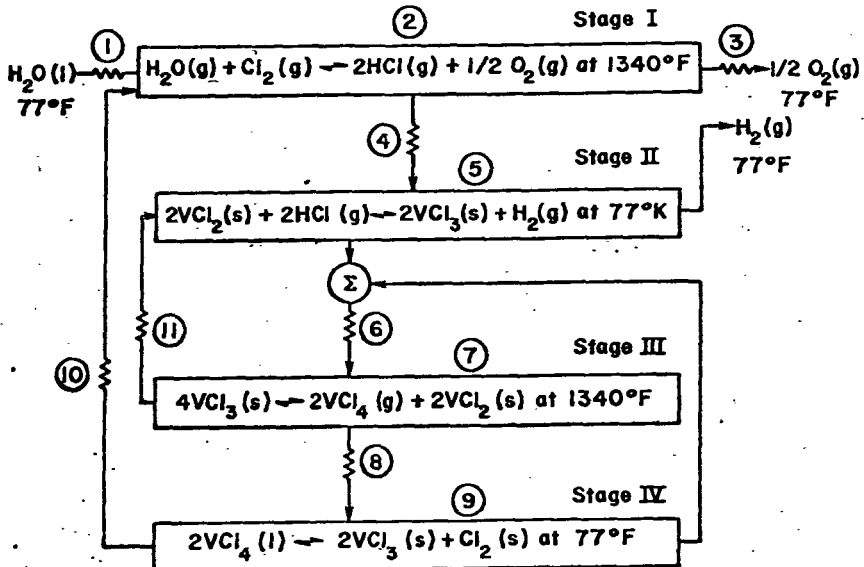 Stage I
① ② ③
H₂O(l) H₂O(g) + Cl₂(g) → 2HCl(g) + 1/2 O₂(g) at 1340°F 1/2 O₂(g)
77°F 77°F
④ H₂(g)
77°F
Stage II
⑤
2VCl₂(s) + 2HCl (g) → 2VCl₃(s) + H₂(g) at 77°K
Σ
⑪ ⑥
Stage III
⑦
⑩
4VCl₃(s) → 2VCl₄(g) + 2VCl₂(s) at 1340°F
⑧
Stage IV
⑨
2VCl₄(l) → 2VCl₃(s) + Cl₂(s) at 77°F